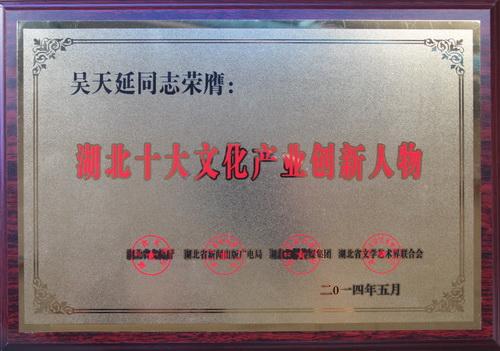 吴天延同志荣膺：
湖北十大文化产业创新人物
湖北省新闻出版广电局 集团 湖北省文学艺术界联合会
二〇一四年五月